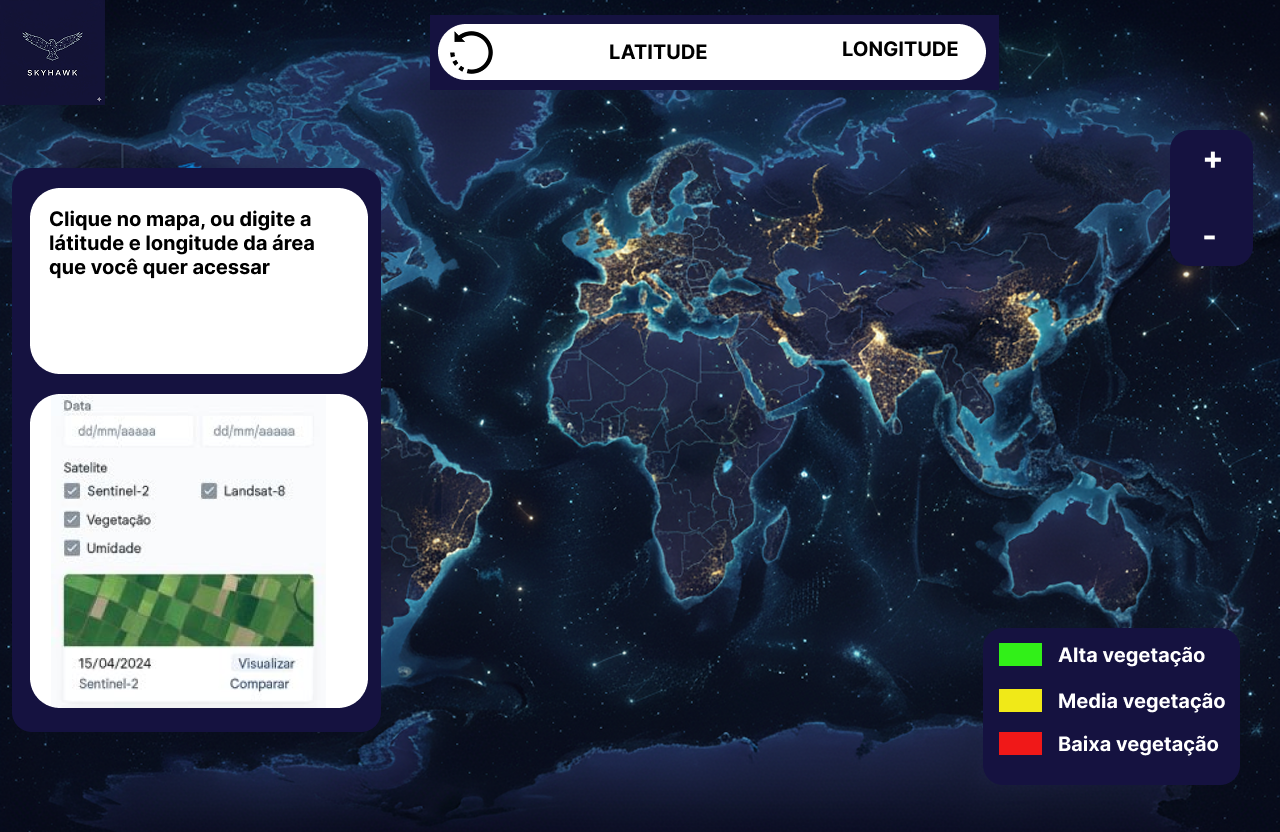 SKYHAWK
LATITUDE
LONGITUDE
+
-
Clique no mapa, ou digite a
látitude e longitude da área
que você quer acessar
Data
dd/mm/aaaaa
dd/mm/aaaaa
Satelite
Sentinel-2
Landsat-8
Vegetação
Umidade
15/04/2024
Visualizar
Sentinel-2
Comparar
Alta vegetação
Media vegetação
Baixa vegetação